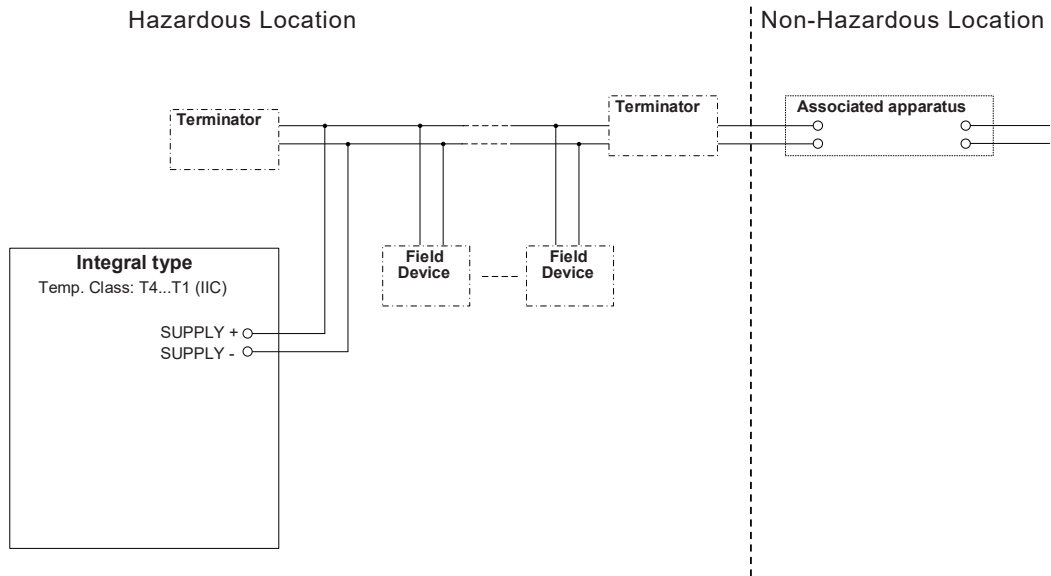 Hazardous Location
Non-Hazardous Location
Terminator
Terminator
Associated apparatus
Field
Device
Field
Device
Integral type
Temp. Class: T4...T1 (IIC)
SUPPLY +
SUPPLY -